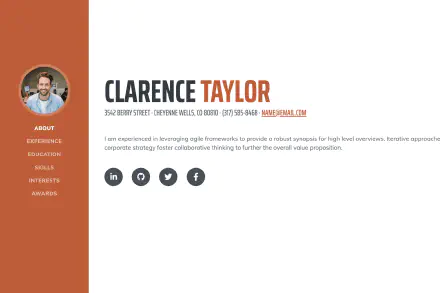 ABOUT
EXPERIENCE
EDUCATION
SKILLS
INTERESTS
AWARDS
CLARENCE TAYLOR
3542 BERRY STREET · CHEYENNE WELLS, CO 80810 · (317) 585-8468 · NAME@EMAIL.COM
I am experienced in leveraging agile frameworks to provide a robust synopsis for high level overviews. Iterative approache
corporate strategy foster collaborative thinking to further the overall value proposition.